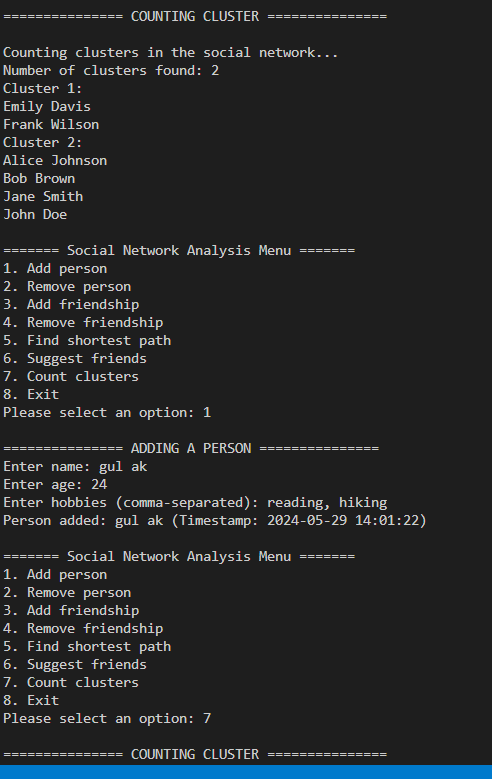 =============== COUNTING CLUSTER ===============
Counting clusters in the social network...
Number of clusters found: 2
Cluster 1:
Emily Davis
Frank Wilson
Cluster 2:
Alice Johnson
Bob Brown
Jane Smith
John Doe
======= Social Network Analysis Menu =======
1. Add person
2. Remove person
3. Add friendship
4. Remove friendship
5. Find shortest path
6. Suggest friends
7. Count clusters
8. Exit
Please select an option: 1
=============== ADDING A PERSON ===============
Enter name: gul ak
Enter age: 24
Enter hobbies (comma-separated): reading, hiking
Person added: gul ak (Timestamp: 2024-05-29 14:01:22)
======= Social Network Analysis Menu =======
1. Add person
2. Remove person
3. Add friendship
4. Remove friendship
5. Find shortest path
6. Suggest friends
7. Count clusters
8. Exit
Please select an option: 7
=============== COUNTING CLUSTER ===============